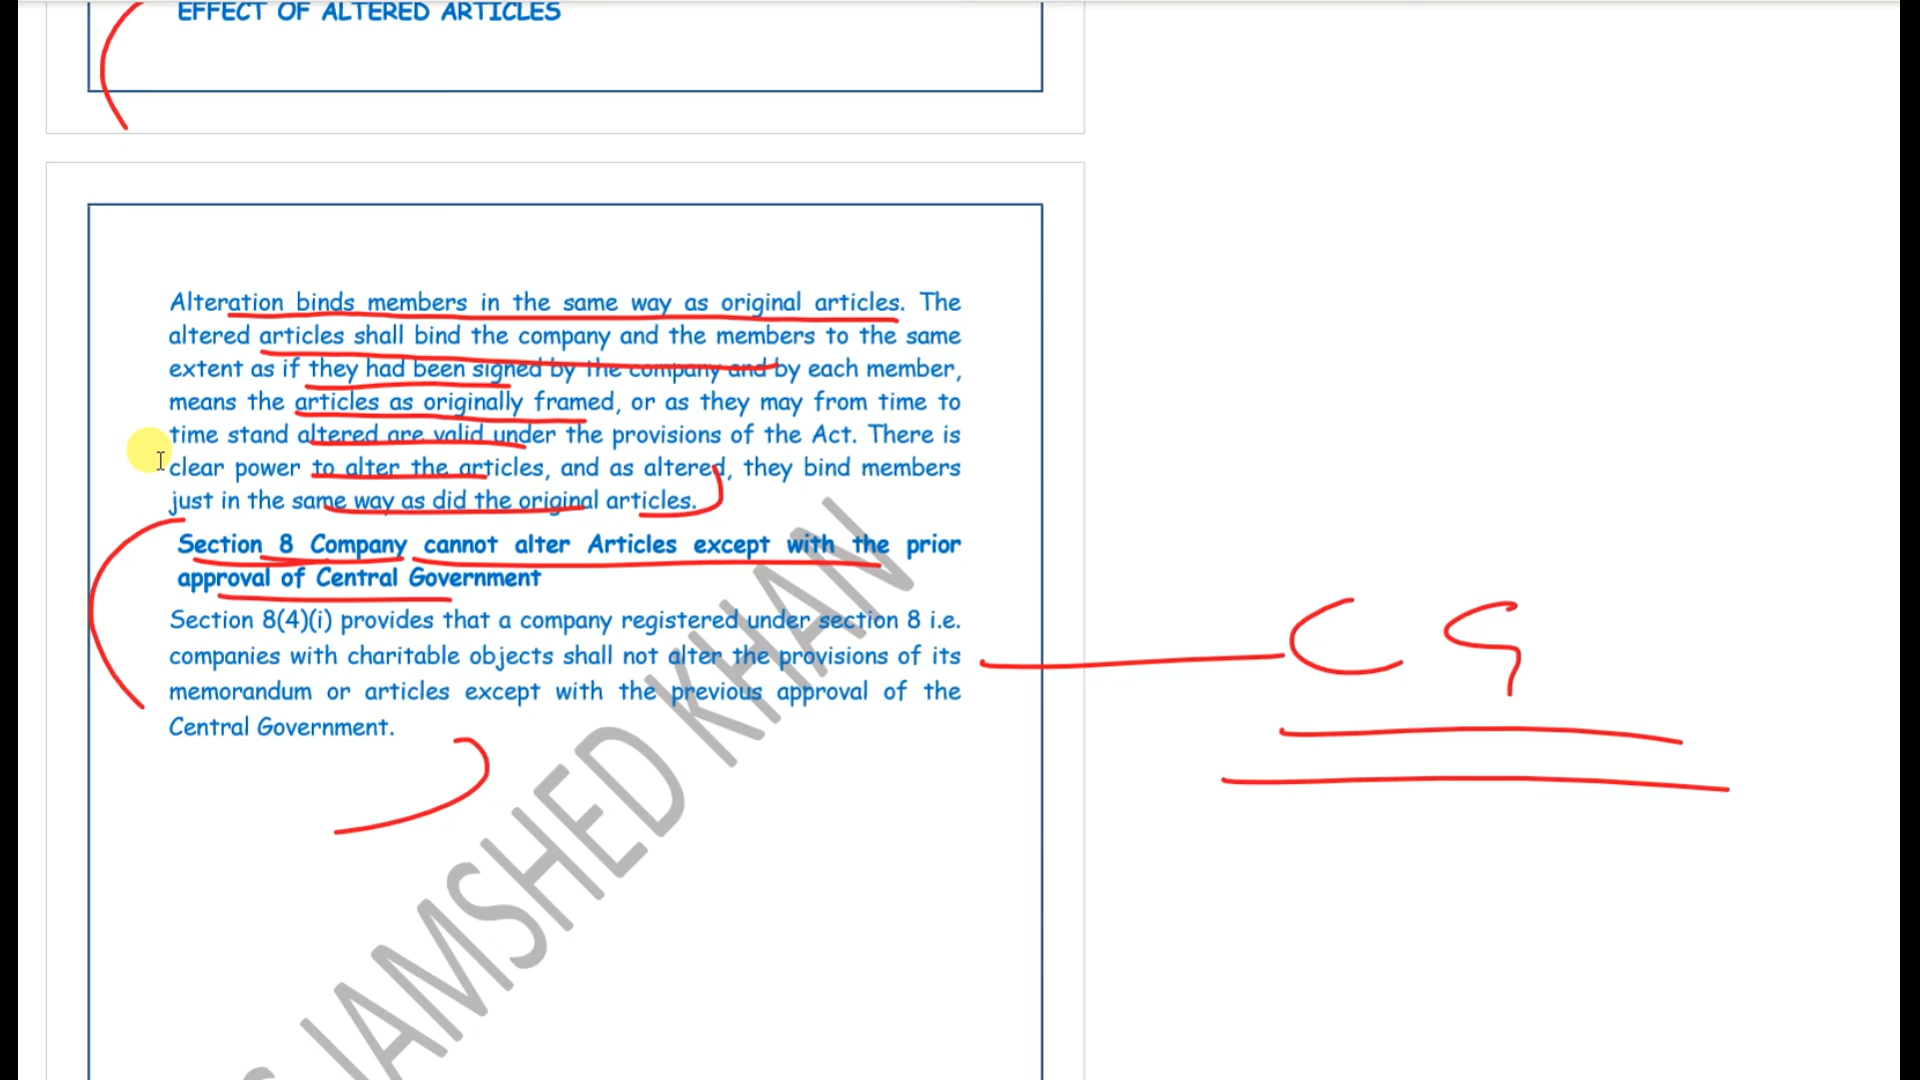 EFFECT OF ALTERED ARTICLES
Alteration binds members in the same way as original articles. The
altered articles shall bind the company and the members to the same
extent as if they had been signed by the company and by each member,
means the articles as originally framed, or as they may from time to
time stand altered are valid under the provisions of the Act. There is
clear power to alter the articles, and as altered, they bind members
just in the same way as did the original articles.
Section 8 Company cannot alter Articles except with the prior
approval of Central Government
Section 8(4)(i) provides that a company registered under section 8 i.e.
companies with charitable objects shall not alter the provisions of its
memorandum or articles except with the previous approval of the
Central Government.
CG
S JAMSHED KHAN